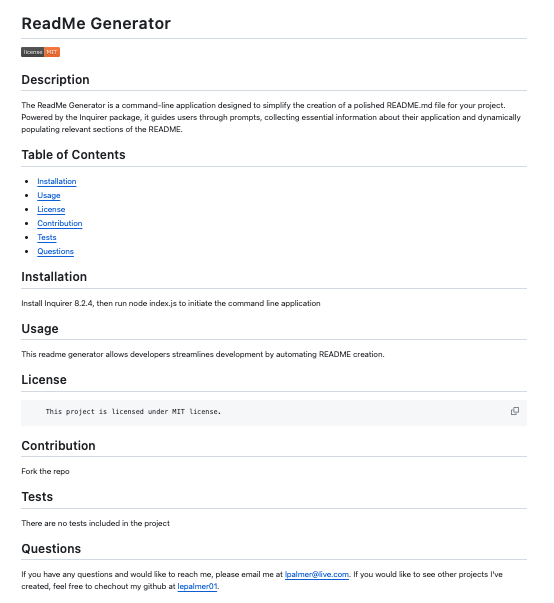 ReadMe Generator
license MIT
Description
The ReadMe Generator is a command-line application designed to simplify the creation of a polished README.md file for your project.
Powered by the Inquirer package, it guides users through prompts, collecting essential information about their application and dynamically
populating relevant sections of the README.
Table of Contents
• Installation
• Usage
• License
• Contribution
• Tests
• Questions
Installation
Install Inquirer 8.2.4, then run node index.js to initiate the command line application
Usage
This readme generator allows developers streamlines development by automating README creation.
License
This project is licensed under MIT license.
Contribution
Fork the repo
Tests
There are no tests included in the project
Questions
If you have any questions and would like to reach me, please email me at lpalmer@live.com. If you would like to see other projects I've
created, feel free to chechout my github at lepalmer01.